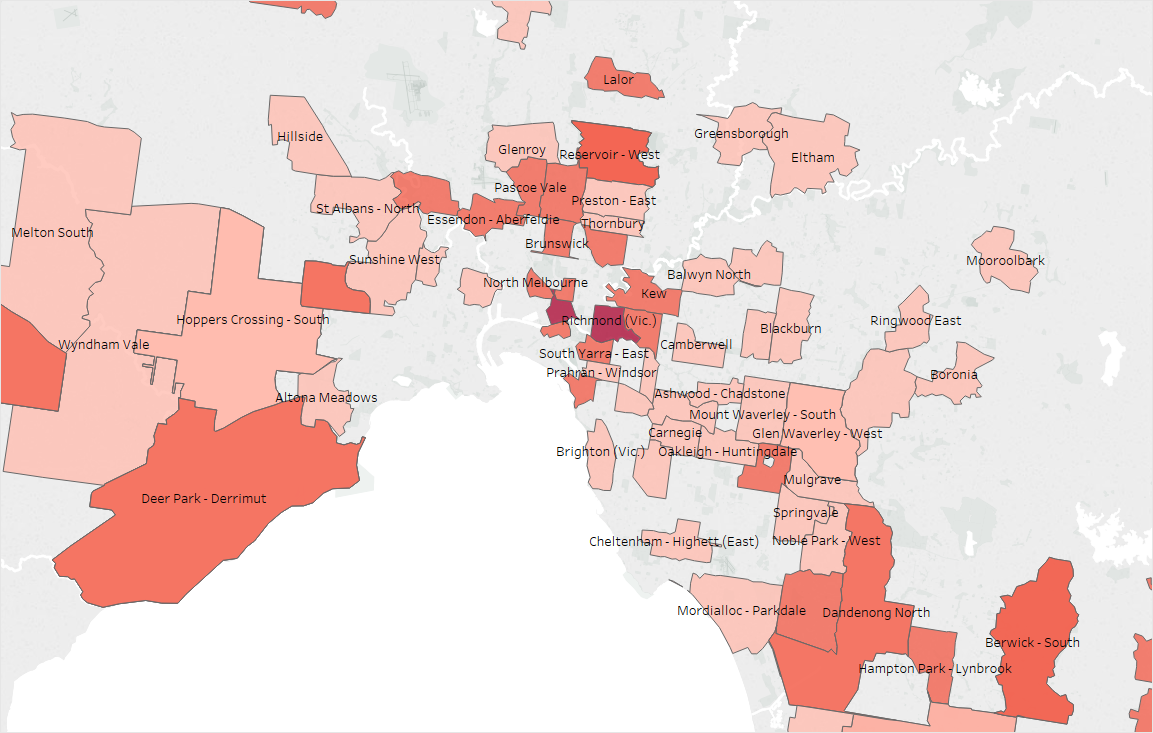 Lalor
Greensborough
Hillside
Glenroy
Reservoir - West
Eltham
Pascoe Vale
Preston - East
St Albans - North
Essendon - Aberfeldie
Thornbury
Melton South
Brunswick
Sunshine West
Mooroolbark
Balwyn North
North Melbourne
Kew
Hoppers Crossing - South
Richmond (Vic.)
Ringwood East
Blackburn
Wyndham Vale
Camberwell
South Yarra - East
Prahran - Windsor
Boronia
Ashwood - Chadstone
Altona Meadows
Mount Waverley - South
Carnegie
Glen Waverley - West
Brighton (Vic.)
Oakleigh - Huntingdale
Mulgrave
Deer Park - Derrimut
Springvale
Cheltenham - Highett (East)
Noble Park - West
Mordialloc - Parkdale
Dandenong North
Berwick - South
Hampton Park - Lynbrook